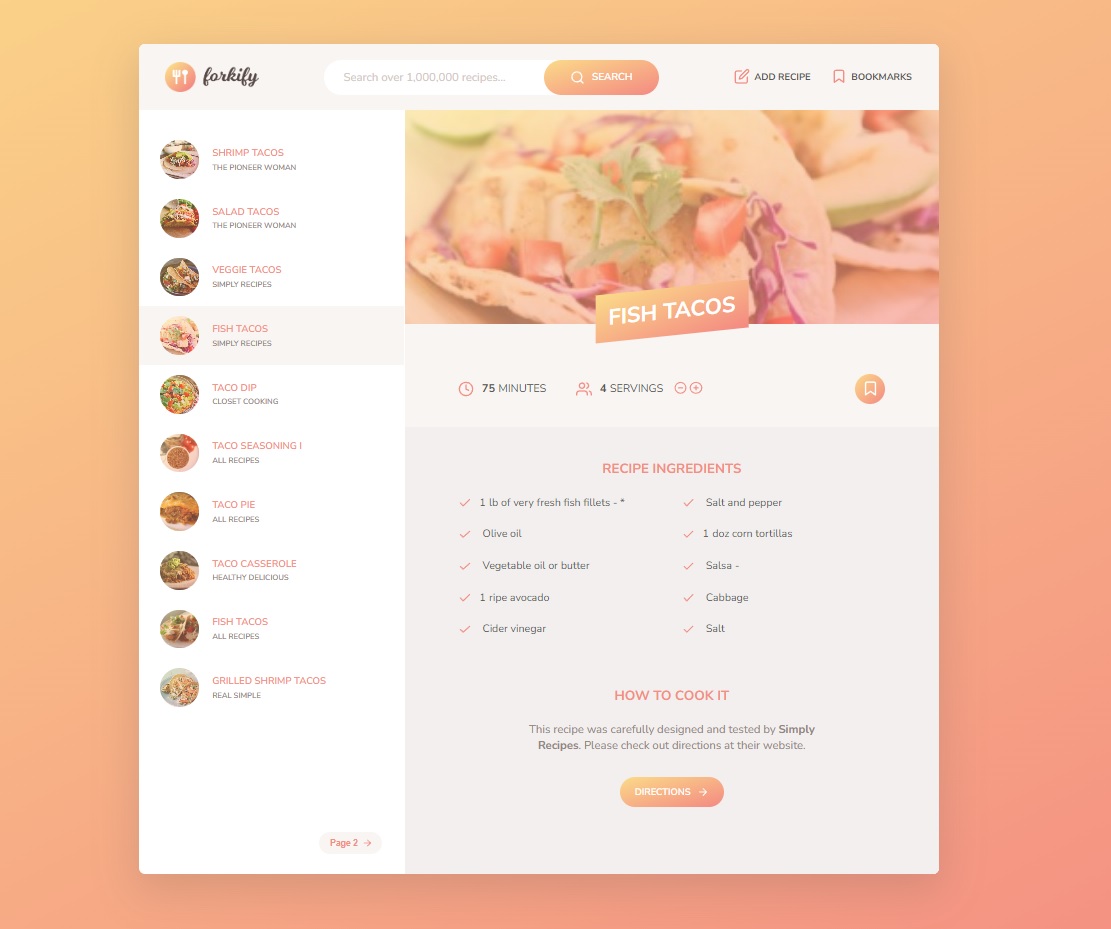 forkify
Search over 1,000,000 recipes...
SEARCH
ADD RECIPE
BOOKMARKS
SHRIMP TACOS
THE PIONEER WOMAN
SALAD TACOS
THE PIONEER WOMAN
VEGGIE TACOS
SIMPLY RECIPES
FISH TACOS
SIMPLY RECIPES
TACO DIP
CLOSET COOKING
TACO SEASONING I
ALL RECIPES
TACO PIE
ALL RECIPES
TACO CASSEROLE
HEALTHY DELICIOUS
FISH TACOS
ALL RECIPES
GRILLED SHRIMP TACOS
REAL SIMPLE
Page 2
FISH TACOS
75 MINUTES
4 SERVINGS
RECIPE INGREDIENTS
1 lb of very fresh fish fillets - *
Salt and pepper
Olive oil
1 doz corn tortillas
Vegetable oil or butter
Salsa -
1 ripe avocado
Cabbage
Cider vinegar
Salt
HOW TO COOK IT
This recipe was carefully designed and tested by Simply
Recipes. Please check out directions at their website.
DIRECTIONS